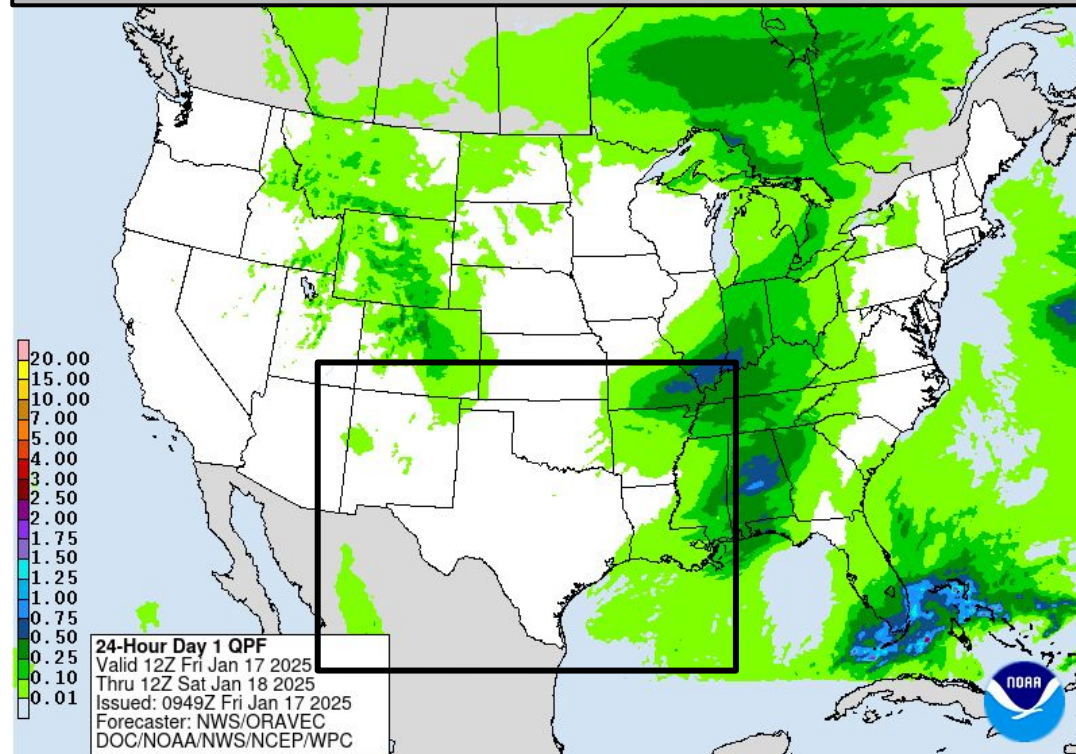 20.00
15.00
10.00
7.00
5.00
4.00
3.00
2.50
2.00
1.75
1.50
1.25
1.00
0.75
0.50
0.25
0.10
0.01
24-Hour Day 1 QPF
Valid 12Z Fri Jan 17 2025
Thru 12Z Sat Jan 18 2025
Issued: 0949Z Fri Jan 17 2025
Forecaster: NWS/ORAVEC
DOC/NOAA/NWS/NCEP/WPC
NOAA